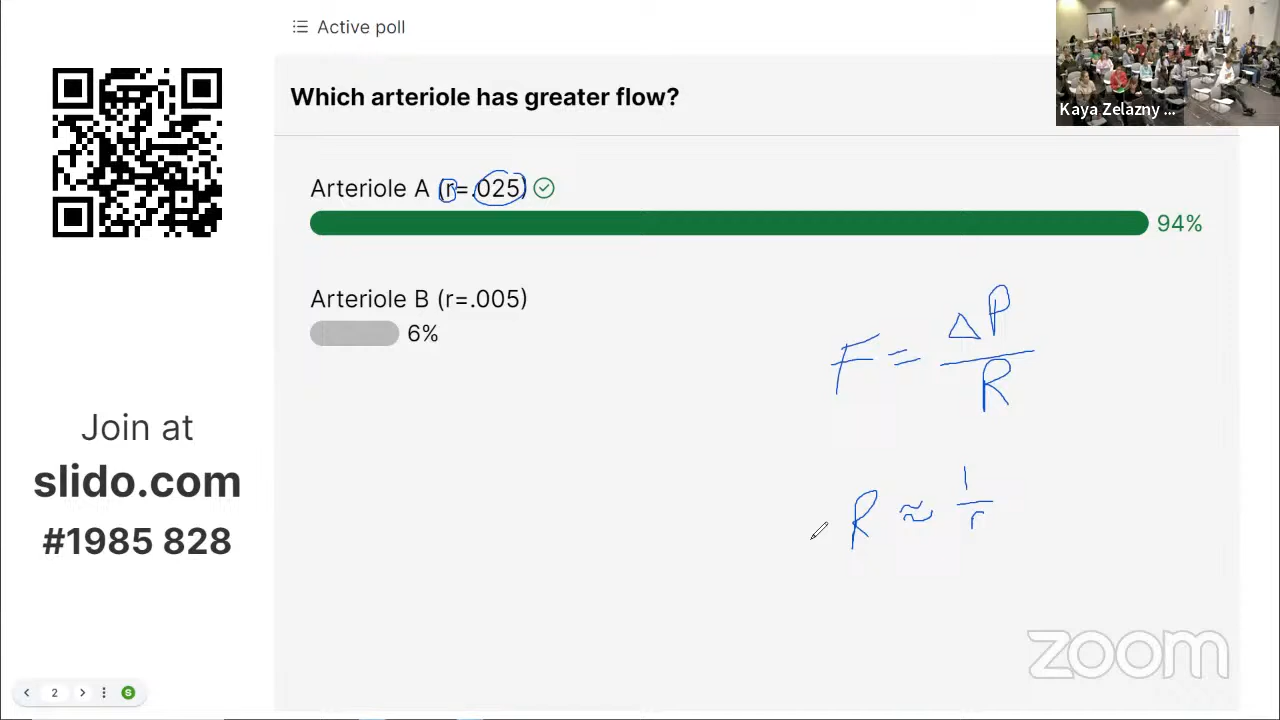 Active poll
Which arteriole has greater flow?
Kaya Zelazny ...
Arteriole A (r=.025)
94%
Arteriole B (r=.005)
6%
F = ΔP/R
R ≈ 1/r
Join at
slido.com
#1985 828
2
S
zoom